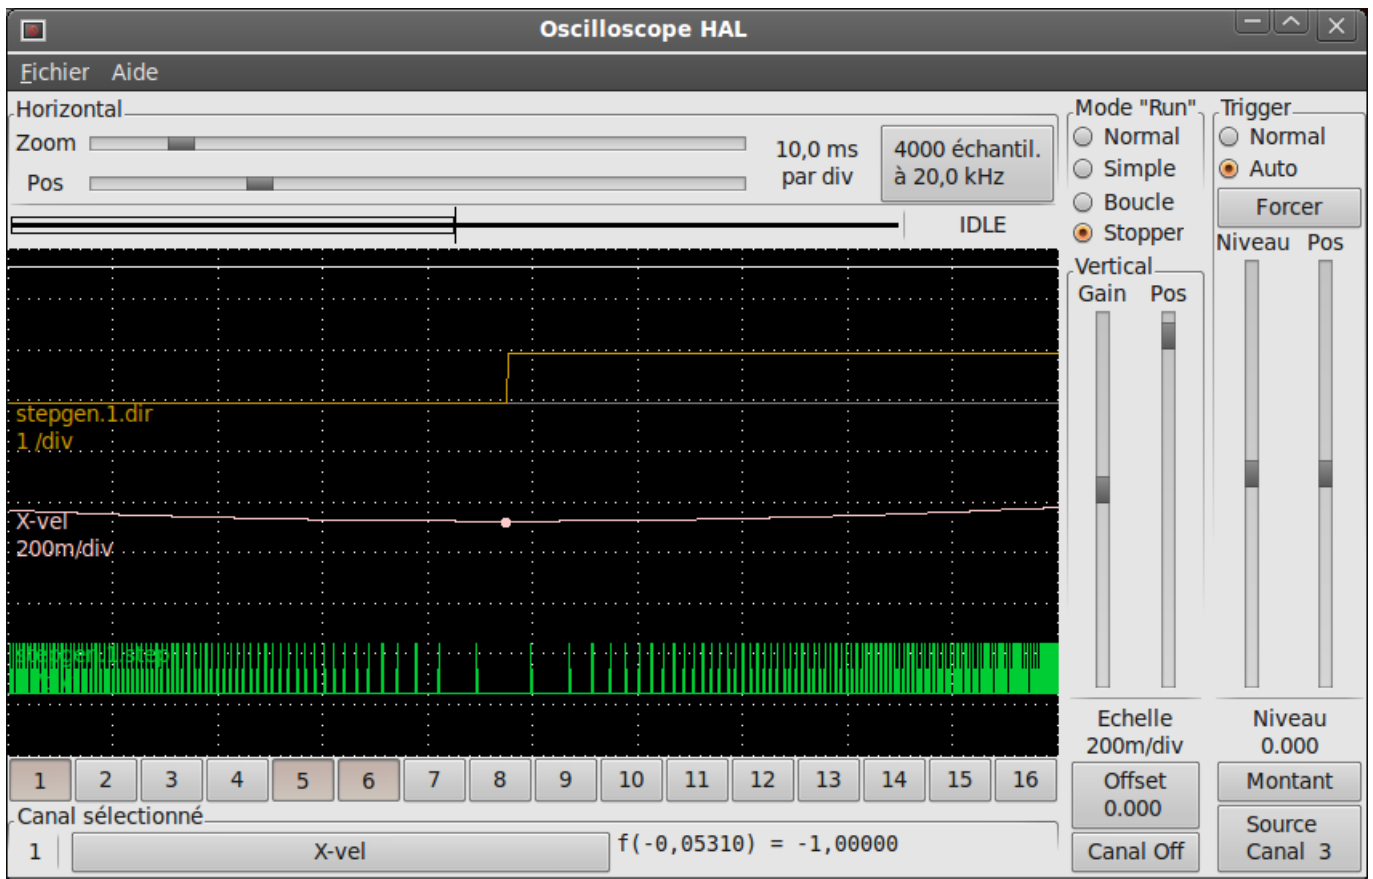 Oscilloscope HAL
Fichier Aide
Horizontal
Zoom
Pos
10,0 ms
par div
4000 échantil.
à 20,0 kHz
IDLE
Mode "Run"
Normal
Simple
Boucle
Stopper
Trigger
Normal
Auto
Forcer
Niveau Pos
Vertical
Gain Pos
stepgen.1.dir
1 /div
X-vel
200m/div
stepgen.1.step
Echelle
200m/div
Offset
0.000
Canal Off
Niveau
0.000
Montant
Source
Canal 3
1 2 3 4 5 6 7 8 9 10 11 12 13 14 15 16
Canal sélectionné
1 X-vel f(-0,05310) = -1,00000